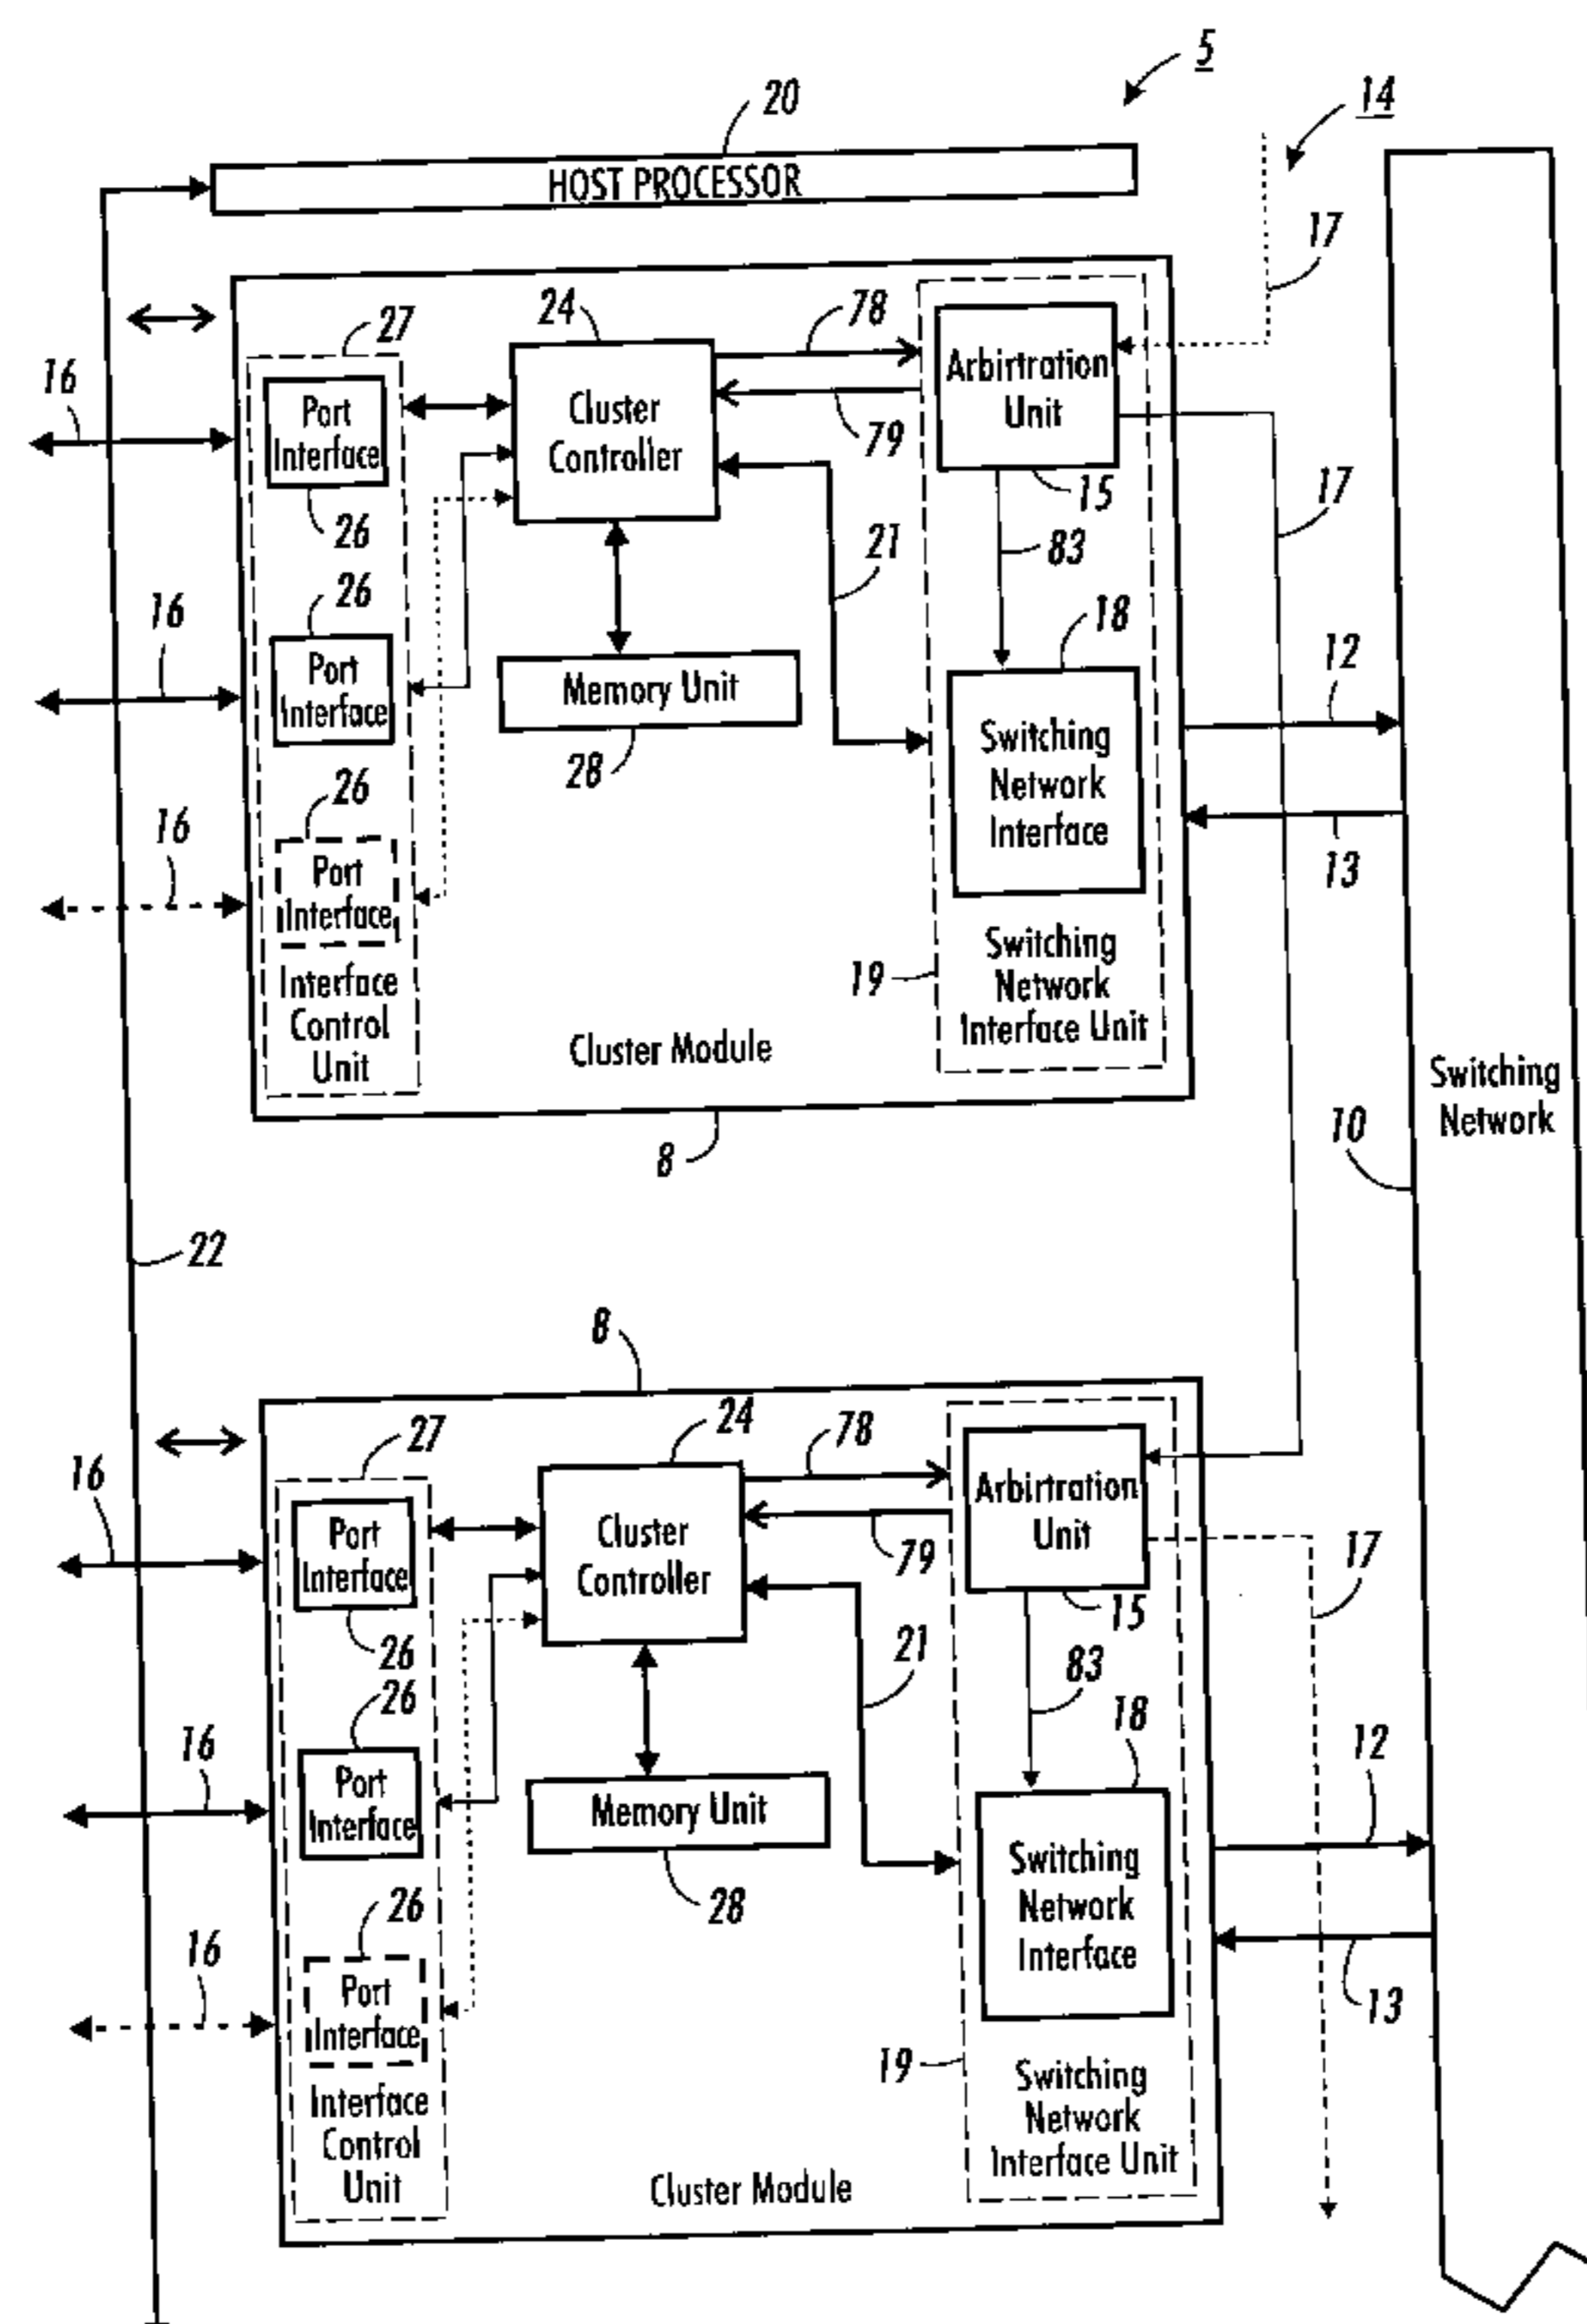 5
20
14
HOST PROCESSOR
17
24
78
27
16
Port
Interface
Cluster
Controller
Arbirtration
Unit
79
15
17
26
21
83
26
16
18
12
Port
Interface
Memory Unit
28
Switching
Network
Interface
26
16
13
Port
Interface
19
Switching
Network
Interface Unit
Interface
Control
Unit
Cluster Module
Switching
Network
10
8
22
8
24
78
27
16
Port
Interface
Cluster
Controller
Arbirtration
Unit
79
15
17
26
21
83
26
16
18
12
Port
Interface
Memory Unit
28
Switching
Network
Interface
26
16
13
Port
Interface
19
Switching
Network
Interface Unit
Interface
Control
Unit
Cluster Module